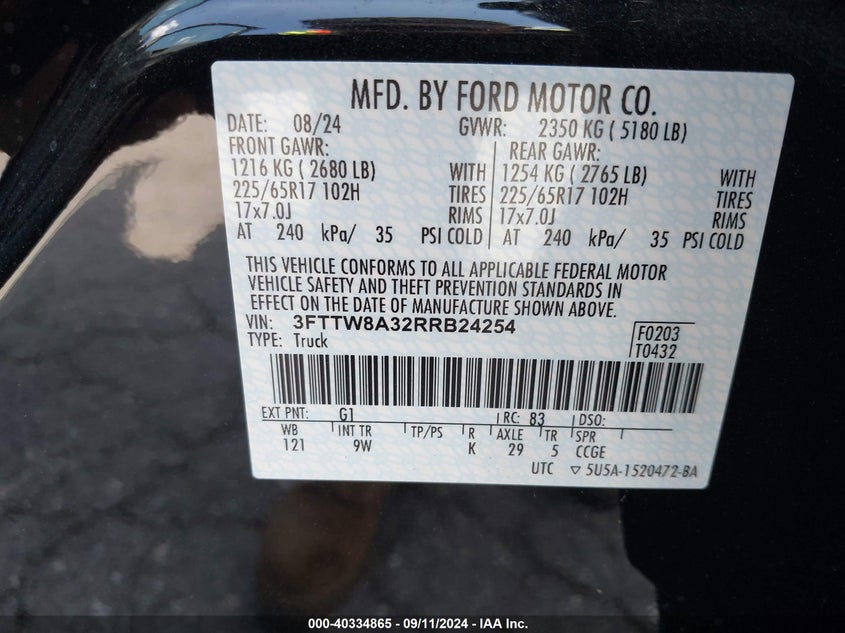 MFD. BY FORD MOTOR CO.
DATE: 08/24 GVWR: 2350 KG ( 5180 LB)
FRONT GAWR: REAR GAWR:
1216 KG ( 2680 LB) WITH 1254 KG ( 2765 LB) WITH
225/65R17 102H TIRES 225/65R17 102H TIRES
17x7.0J RIMS 17x7.0J RIMS
AT 240 kPa/ 35 PSI COLD AT 240 kPa/ 35 PSI COLD
THIS VEHICLE CONFORMS TO ALL APPLICABLE FEDERAL MOTOR
VEHICLE SAFETY AND THEFT PREVENTION STANDARDS IN
EFFECT ON THE DATE OF MANUFACTURE SHOWN ABOVE.
VIN: 3FTTW8A32RRB24254 F0203
TYPE: Truck T0432
EXT PNT: G1 RC: 83 DSO:
WB INT TR TP/PS R AXLE TR SPR
121 9W K 29 5 CCGE
UTC ▽ 5U5A-1520472-BA
000-40334865 - 09/11/2024 - IAA Inc.